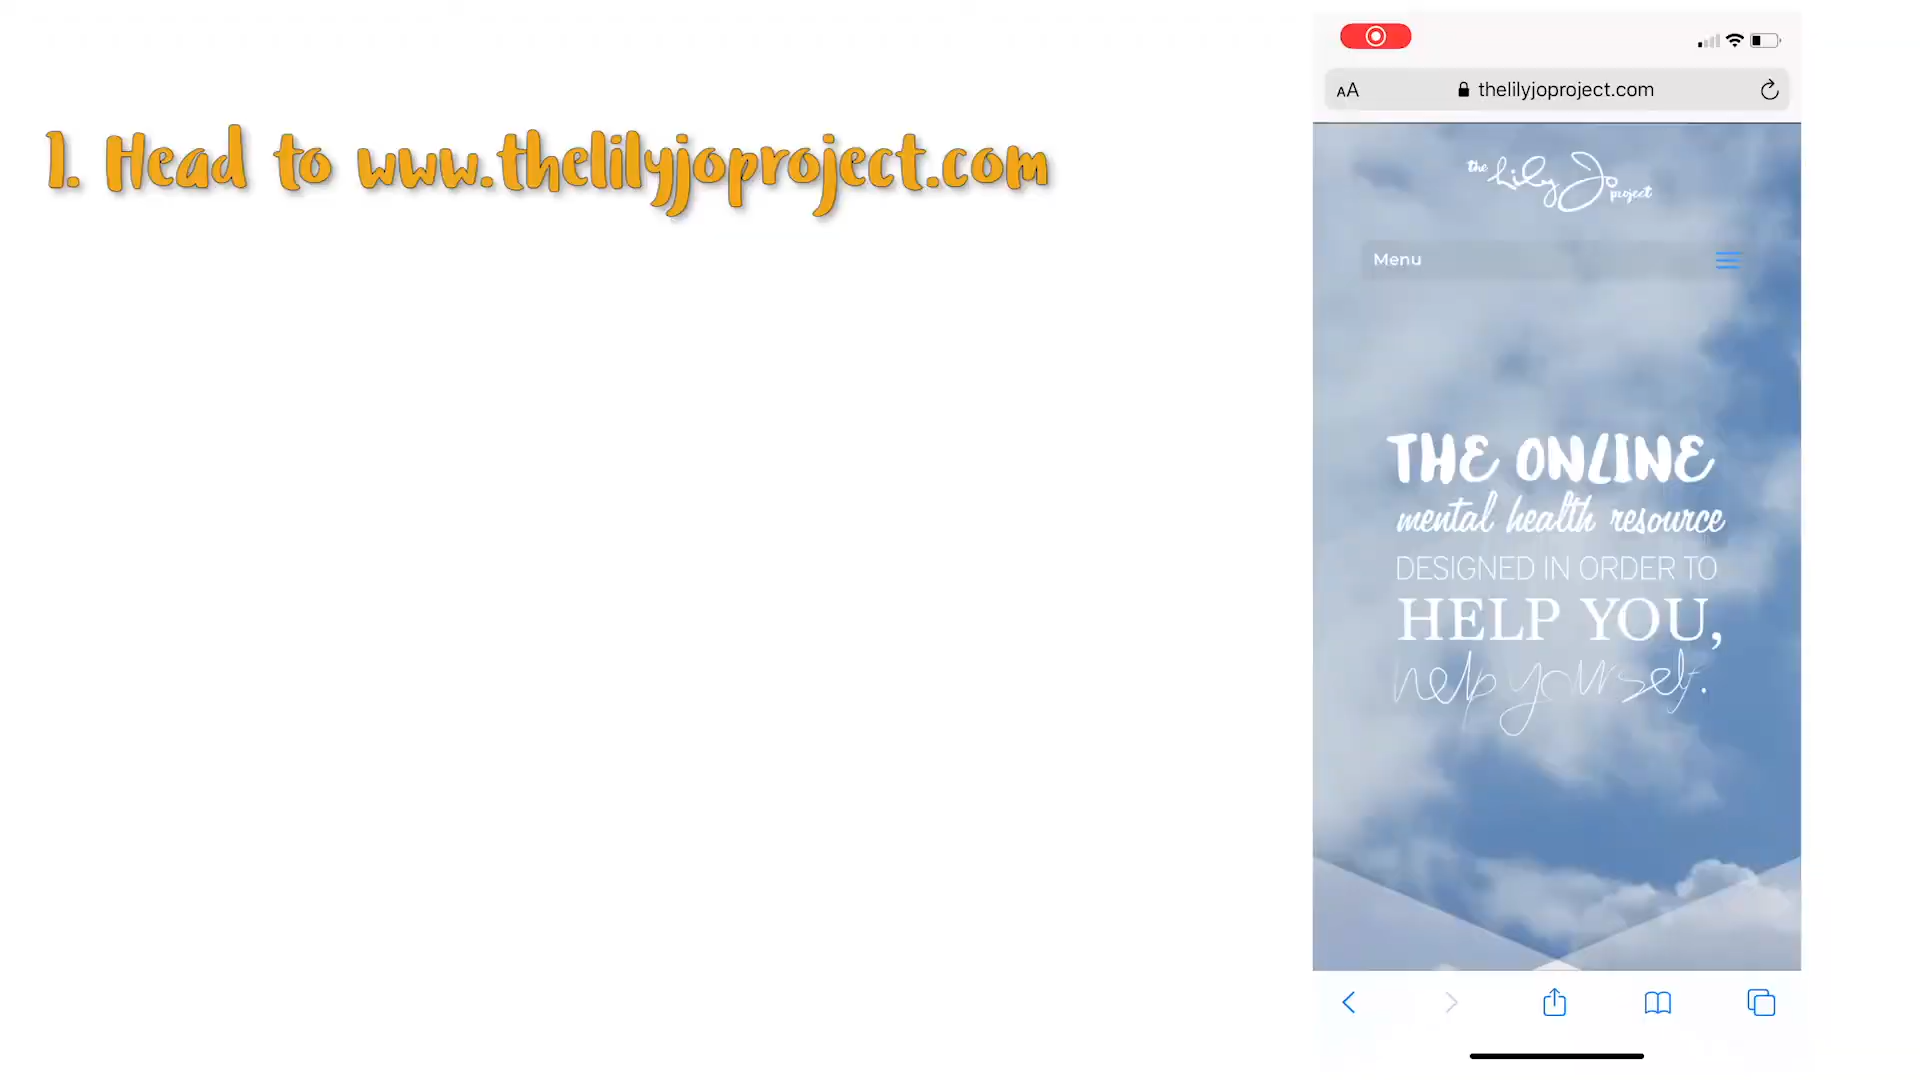 1. Head to www.thelilyjoproject.com
AA
thelilyjoproject.com
the Lily Jo project
Menu
THE ONLINE
mental health resource
DESIGNED IN ORDER TO
HELP YOU,
help yourself.